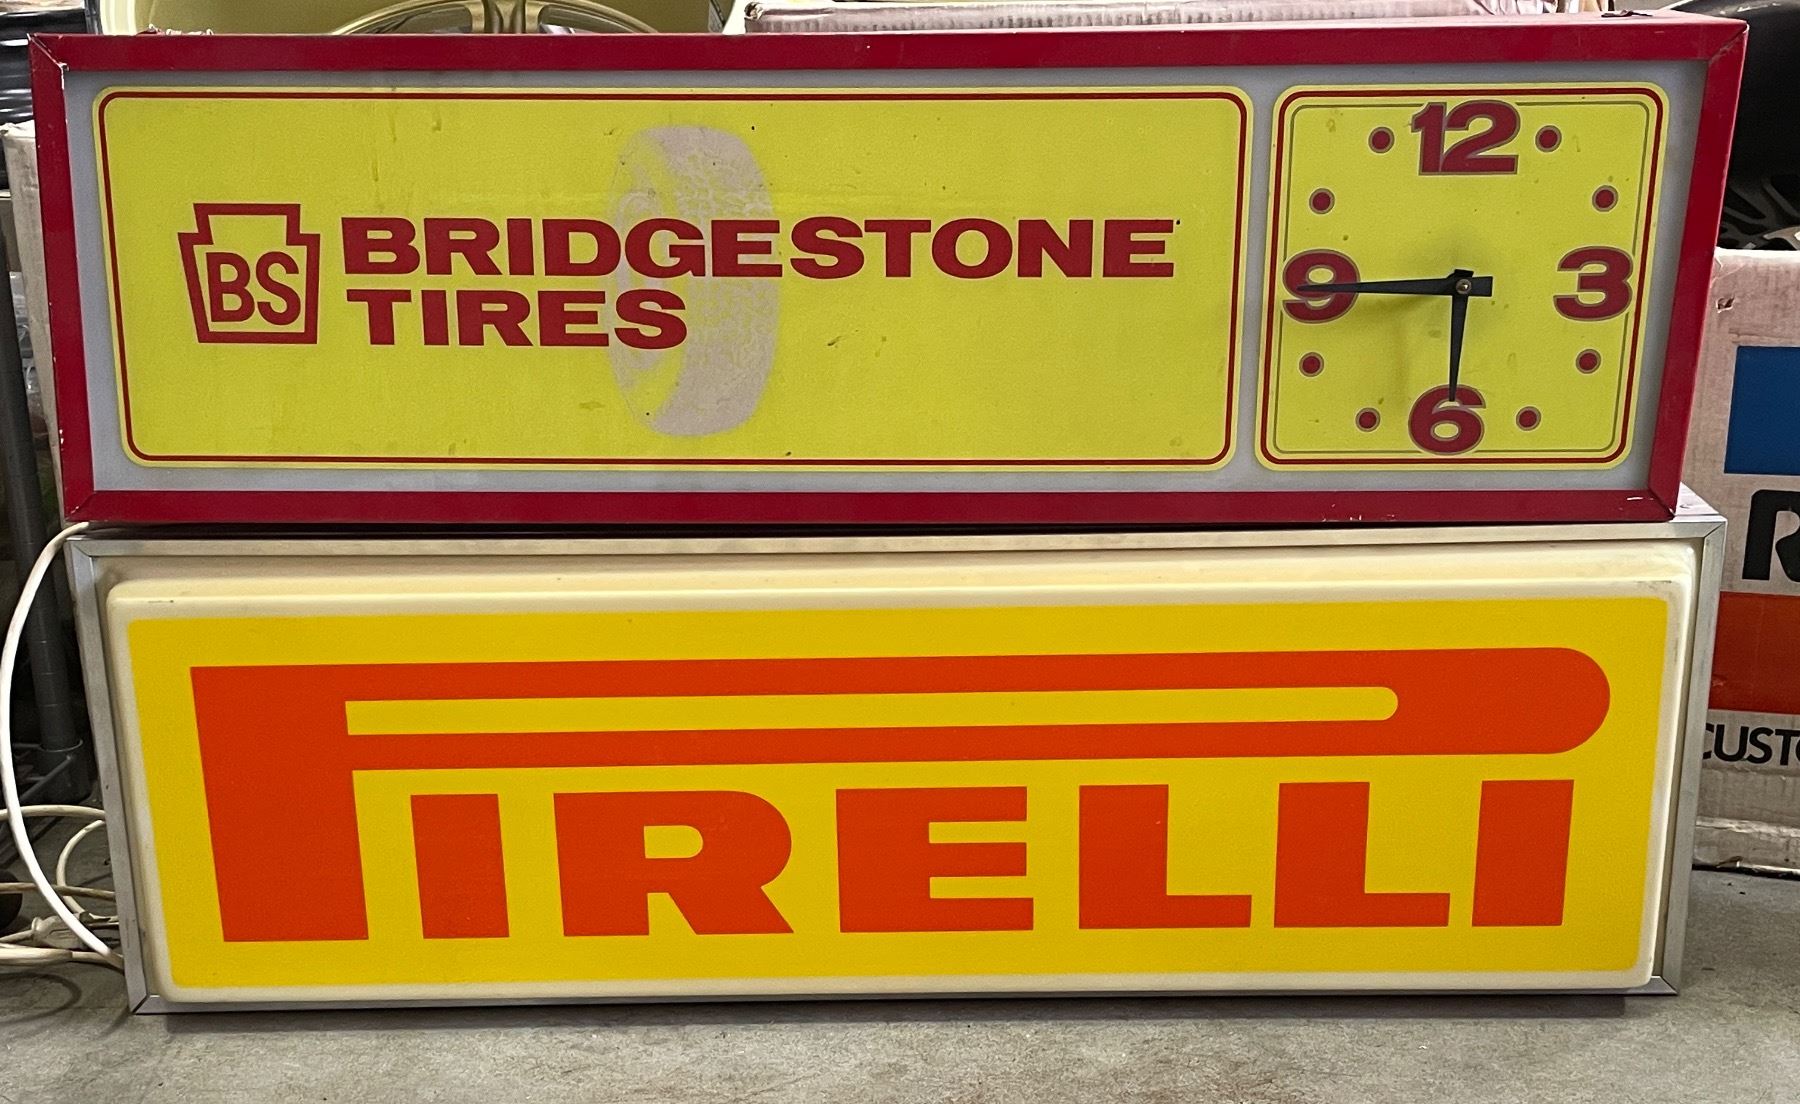 BS
BRIDGESTONE
TIRES
12
9
3
6
PIRELLI